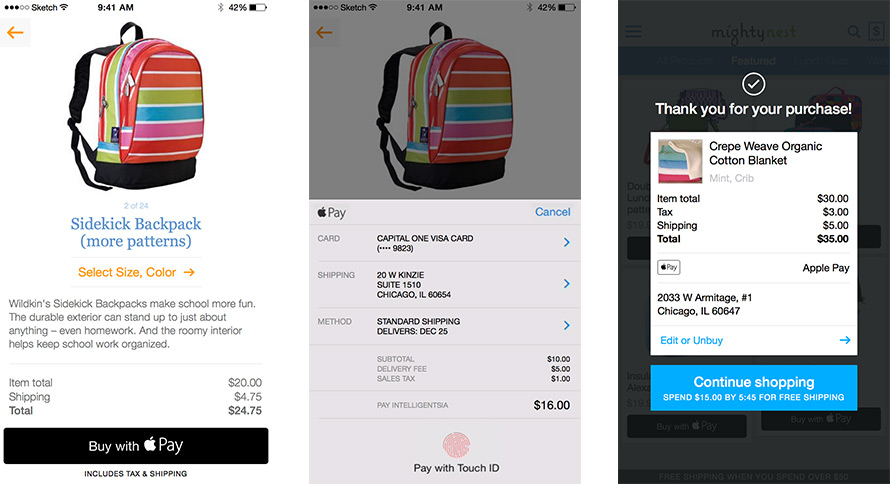 Sketch 9:41 AM 42%
2 of 24
Sidekick Backpack
(more patterns)
Select Size, Color →
Wildkin's Sidekick Backpacks make school more fun.
The durable exterior can stand up to just about
anything – even homework. And the roomy interior
helps keep school work organized.
Item total $20.00
Shipping $4.75
Total $24.75
Buy with Pay
INCLUDES TAX & SHIPPING
Sketch 9:41 AM 42%
Pay Cancel
CARD CAPITAL ONE VISA CARD
(•••• 9823)
SHIPPING 20 W KINZIE
SUITE 1510
CHICAGO, IL 60654
METHOD STANDARD SHIPPING
DELIVERS: DEC 25
SUBTOTAL $10.00
DELIVERY FEE $5.00
SALES TAX $1.00
PAY INTELLIGENTSIA $16.00
Pay with Touch ID
mightynest S
All Products Featured
Thank you for your purchase!
Crepe Weave Organic
Cotton Blanket
Mint, Crib
Item total $30.00
Tax $3.00
Shipping $5.00
Total $35.00
Pay Apple Pay
2033 W Armitage, #1
Chicago, IL 60647
Edit or Unbuy →
Continue shopping
SPEND $15.00 BY 5:45 FOR FREE SHIPPING
Buy with Pay Buy with Pay
FREE SHIPPING WHEN YOU SPEND OVER $50